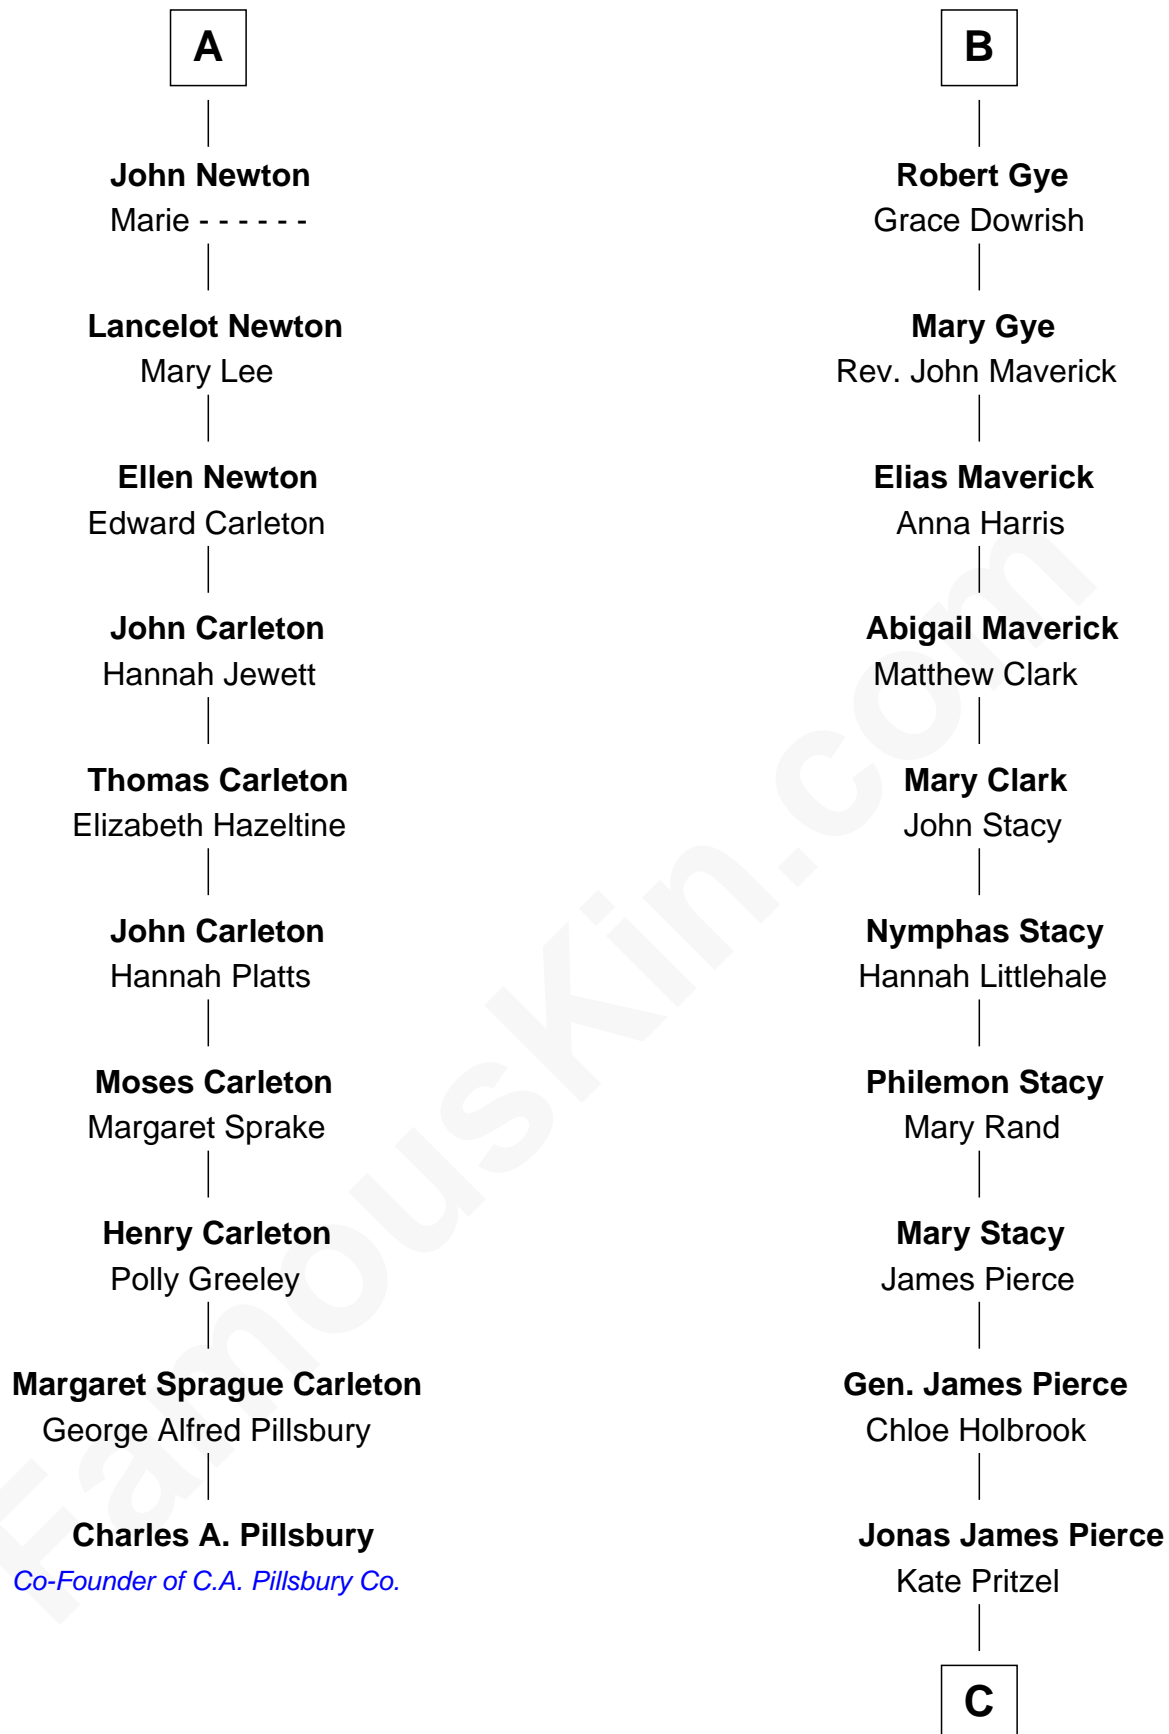 A
John Newton
Marie - - - - - -
Lancelot Newton
Mary Lee
Ellen Newton
Edward Carleton
John Carleton
Hannah Jewett
Thomas Carleton
Elizabeth Hazeltine
John Carleton
Hannah Platts
Moses Carleton
Margaret Sprake
Henry Carleton
Polly Greeley
Margaret Sprague Carleton
George Alfred Pillsbury
Charles A. Pillsbury
Co-Founder of C.A. Pillsbury Co.
B
Robert Gye
Grace Dowrish
Mary Gye
Rev. John Maverick
Elias Maverick
Anna Harris
Abigail Maverick
Matthew Clark
Mary Clark
John Stacy
Nymphas Stacy
Hannah Littlehale
Philemon Stacy
Mary Rand
Mary Stacy
James Pierce
Gen. James Pierce
Chloe Holbrook
Jonas James Pierce
Kate Pritzel
C
FamousKin.com